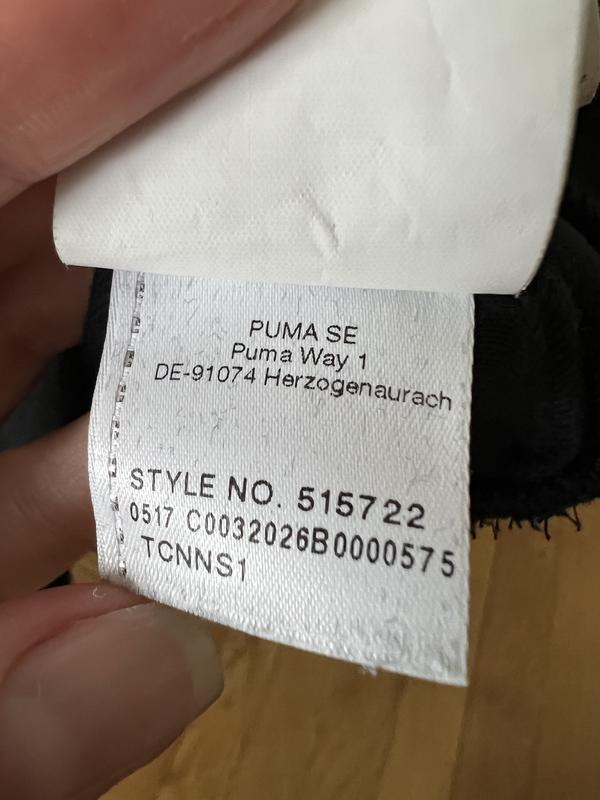 PUMA SE
Puma Way 1
DE-91074 Herzogenaurach
STYLE NO. 515722
0517 C0032026B0000575
TCNNS1